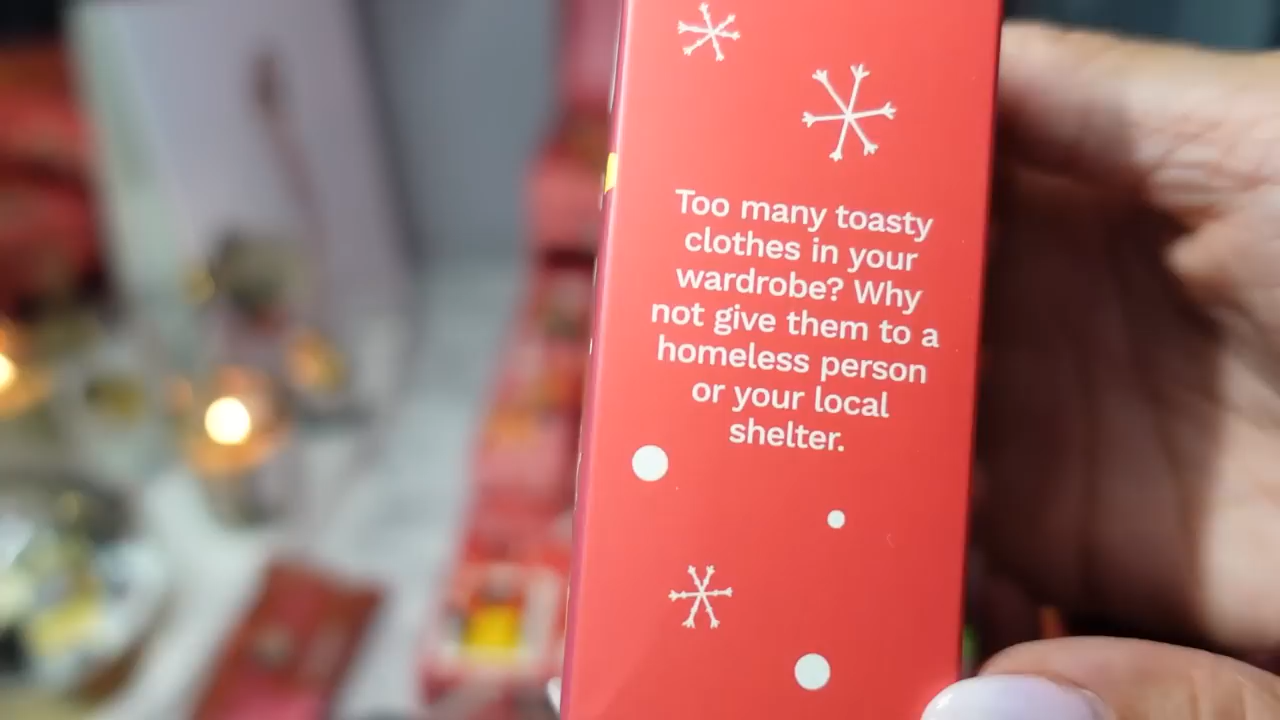 Too many toasty
clothes in your
wardrobe? Why
not give them to a
homeless person
or your local
shelter.